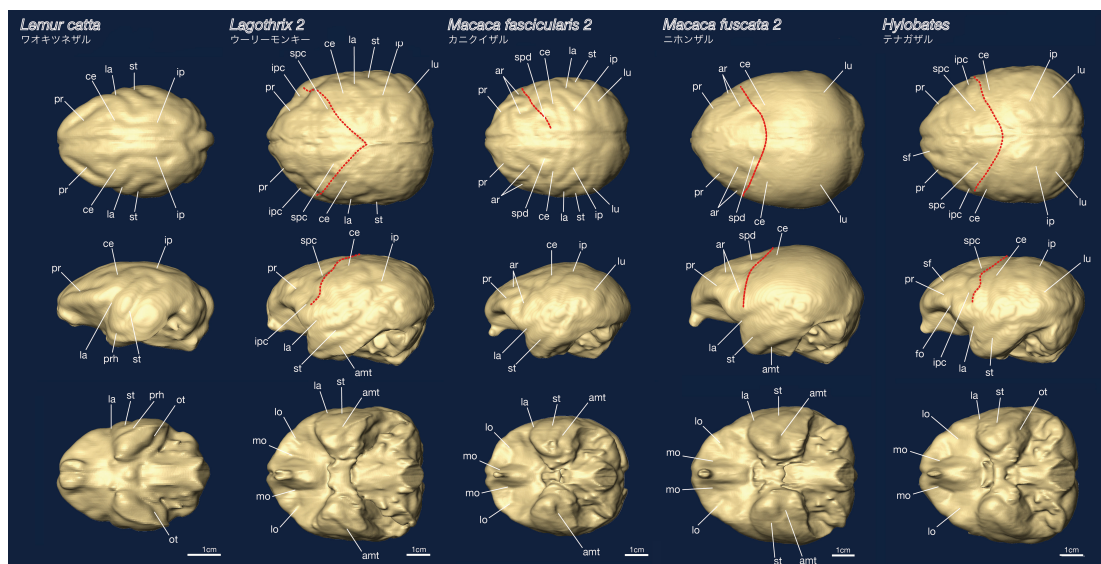 Lemur catta
ワオキツネザル
st
la
ce
ip
pr
pr
ce
la
st
ip
ce
ip
pr
la
prh
st
la
st
prh
ot
ot
1cm
Lagothrix 2
ウーリーモンキー
ce
la
st
ip
spc
ipc
lu
pr
pr
ipc
spc
ce
la
st
spc
ce
ip
pr
ipc
la
st
amt
la
st
amt
lo
mo
mo
lo
amt
1cm
Macaca fascicularis 2
カニクイザル
la
st
ce
ip
spd
ar
lu
pr
pr
ar
spd
ce
la
st
ip
lu
ce
ip
ar
lu
pr
la
st
la
st
amt
lo
mo
mo
lo
amt
1cm
Macaca fuscata 2
ニホンザル
ce
ar
lu
pr
pr
ar
spd
ce
lu
spd
ce
ar
pr
la
st
amt
st
la
amt
lo
mo
mo
lo
st
amt
1cm
Hylobates
テナガザル
ce
ip
ipc
spc
lu
pr
sf
pr
spc
ipc
ce
ip
lu
spc
ce
ip
sf
lu
pr
fo
ipc
la
st
la
st
ot
lo
mo
mo
lo
1cm